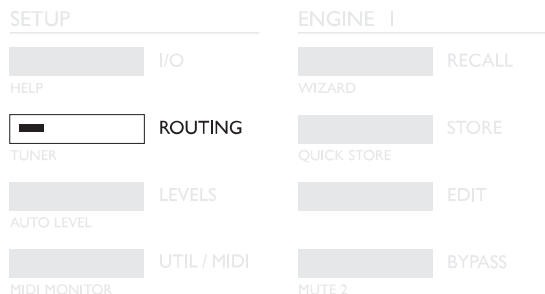 SETUP
I/O
HELP
ROUTING
TUNER
LEVELS
AUTO LEVEL
UTIL / MIDI
MIDI MONITOR
ENGINE 1
RECALL
WIZARD
STORE
QUICK STORE
EDIT
BYPASS
MUTE 2